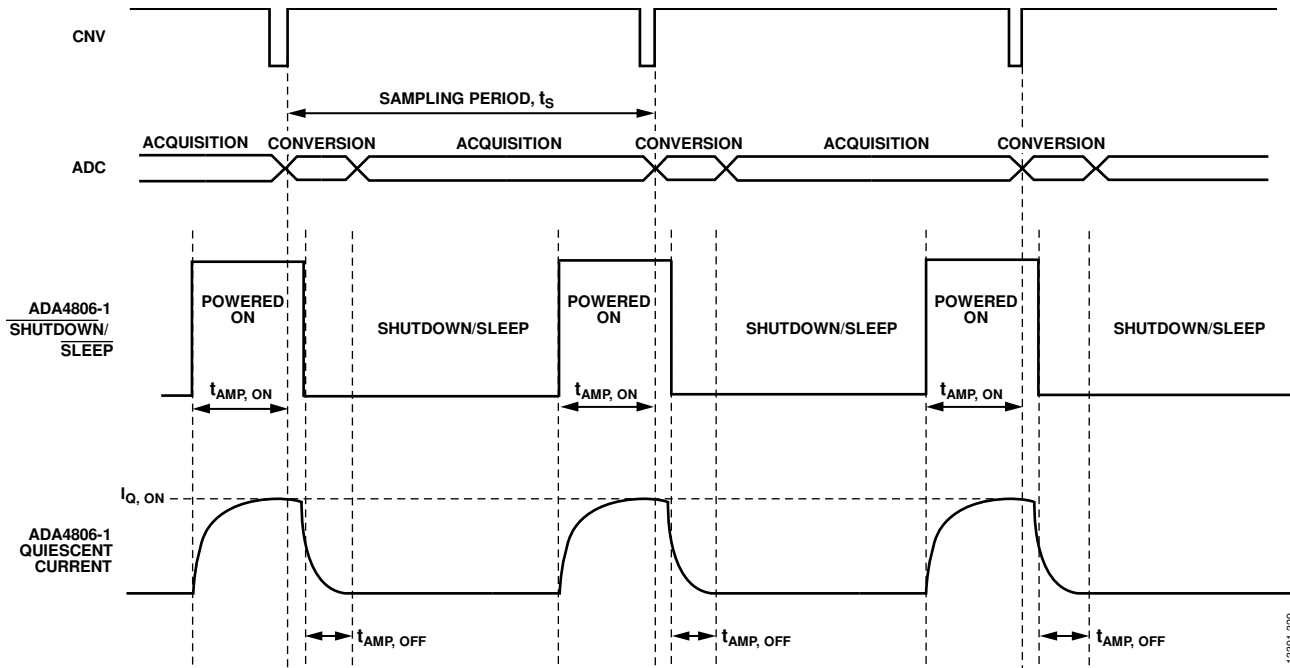 CNV
SAMPLING PERIOD, tS
ACQUISITION CONVERSION ACQUISITION CONVERSION ACQUISITION CONVERSION
ADC
ADA4806-1
SHUTDOWN/
SLEEP
POWERED
ON
SHUTDOWN/SLEEP
POWERED
ON
SHUTDOWN/SLEEP
POWERED
ON
SHUTDOWN/SLEEP
tAMP, ON
tAMP, ON
tAMP, ON
IQ, ON
ADA4806-1
QUIESCENT
CURRENT
tAMP, OFF
tAMP, OFF
tAMP, OFF